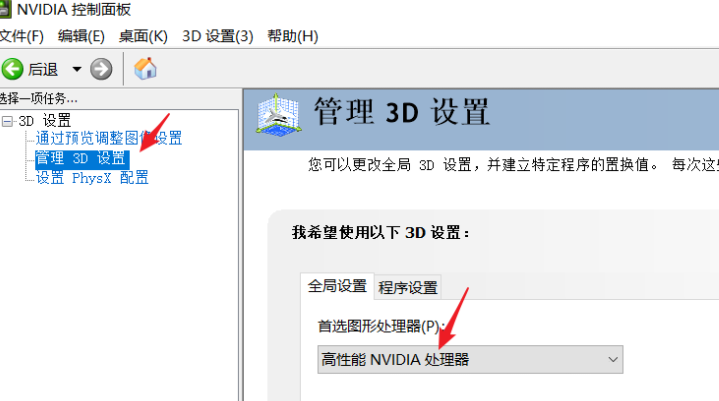 NVIDIA 控制面板
文件(F) 编辑(E) 桌面(K) 3D 设置(3) 帮助(H)
后退
选择一项任务...
3D 设置
通过预览调整图像设置
管理 3D 设置
设置 PhysX 配置
管理 3D 设置
您可以更改全局 3D 设置，并建立特定程序的置换值。 每次这
我希望使用以下 3D 设置：
全局设置 程序设置
首选图形处理器(P):
高性能 NVIDIA 处理器